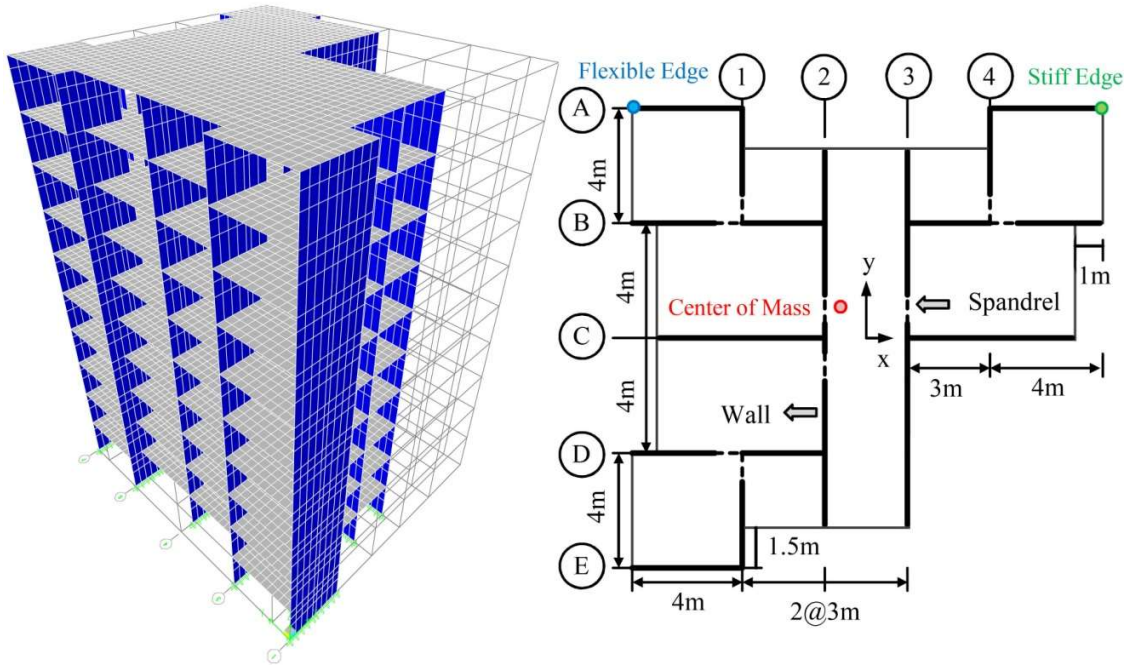 Flexible Edge
1
2
3
4
Stiff Edge
A
4m
B
1m
4m
Center of Mass
y
Spandrel
C
x
3m
4m
4m
Wall
D
4m
1.5m
E
4m
2@3m